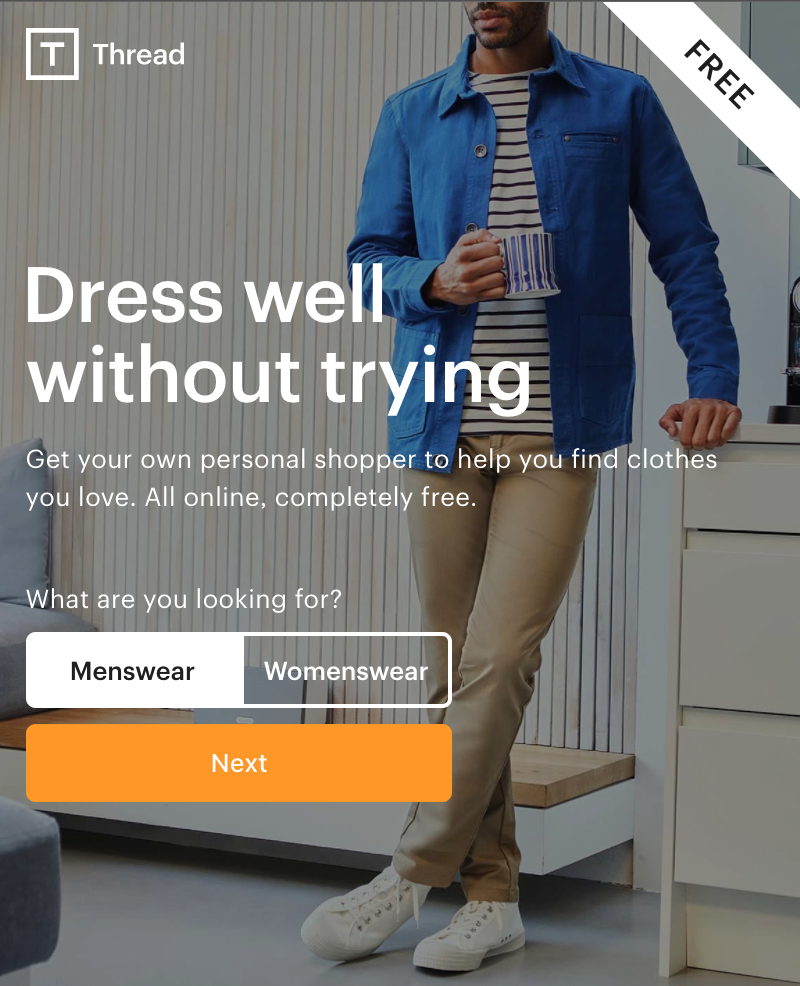 T Thread
FREE
Dress well
without trying
Get your own personal shopper to help you find clothes
you love. All online, completely free.
What are you looking for?
Menswear Womenswear
Next